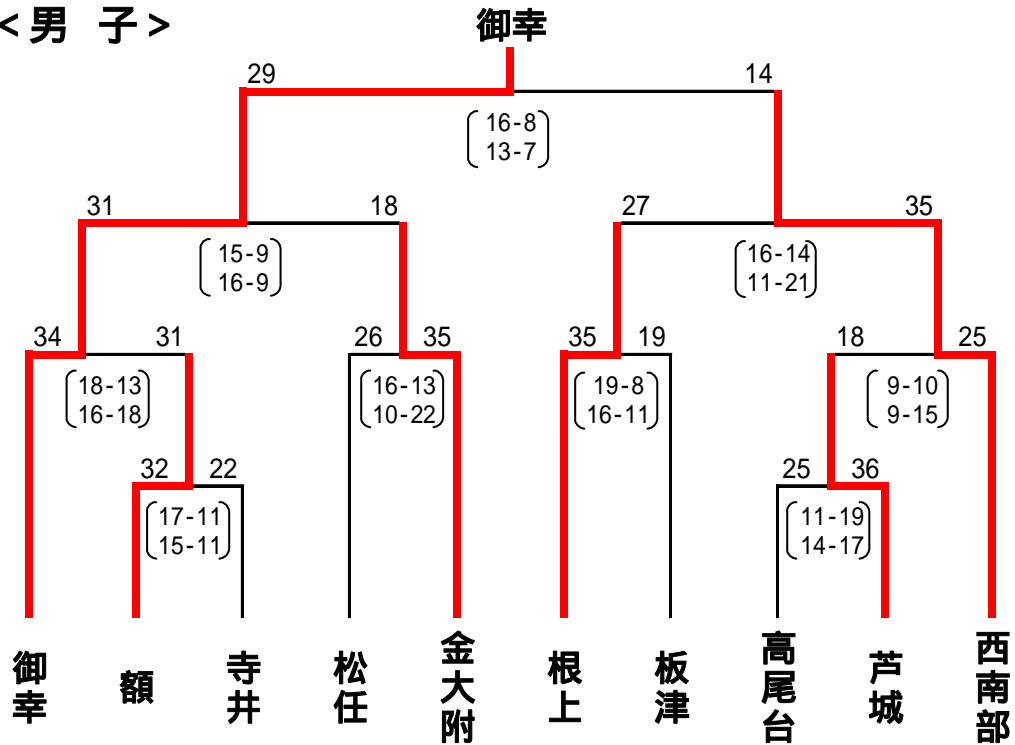 <男 子>
御幸
29 14
16-8
13-7
31 18 27 35
15-9 16-14
16-9 11-21
34 31 26 35 35 19 18 25
18-13 16-13 19-8 9-10
16-18 10-22 16-11 9-15
32 22 25 36
17-11 11-19
15-11 14-17
御幸
額
寺井
松任
金大附
根上
板津
高尾台
芦城
西南部